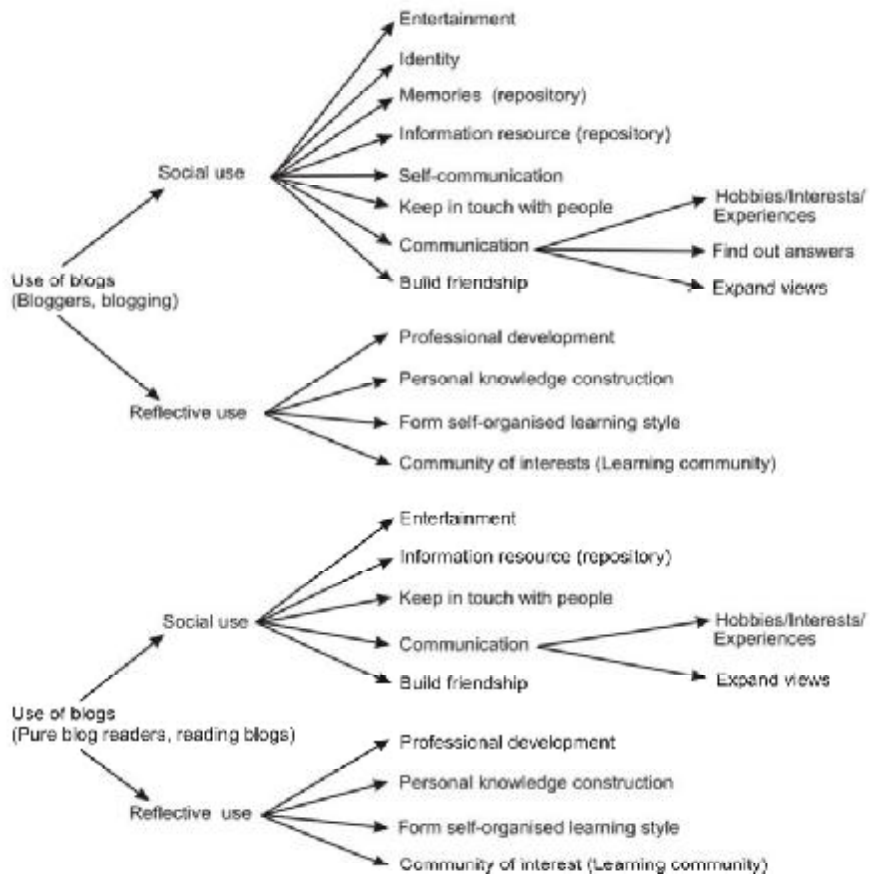 Entertainment
Identity
Memories (repository)
Information resource (repository)
Social use
Self-communication
Keep in touch with people
Hobbies/Interests/
Experiences
Communication
Find out answers
Build friendship
Expand views
Use of blogs
(Bloggers, blogging)
Professional development
Personal knowledge construction
Reflective use
Form self-organised learning style
Community of interests (Learning community)
Entertainment
Information resource (repository)
Keep in touch with people
Social use
Hobbies/Interests/
Experiences
Communication
Build friendship
Expand views
Use of blogs
(Pure blog readers, reading blogs)
Professional development
Personal knowledge construction
Reflective use
Form self-organised learning style
Community of interest (Learning community)